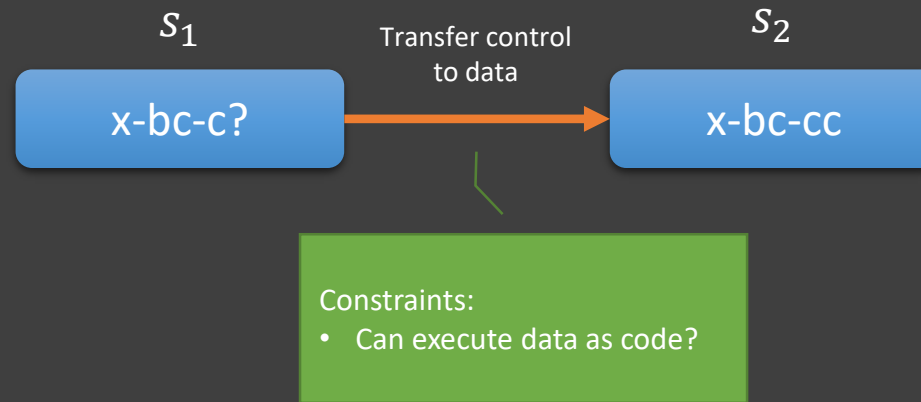 s₁
Transfer control
to data
s₂
x-bc-c?
x-bc-cc
Constraints:
• Can execute data as code?